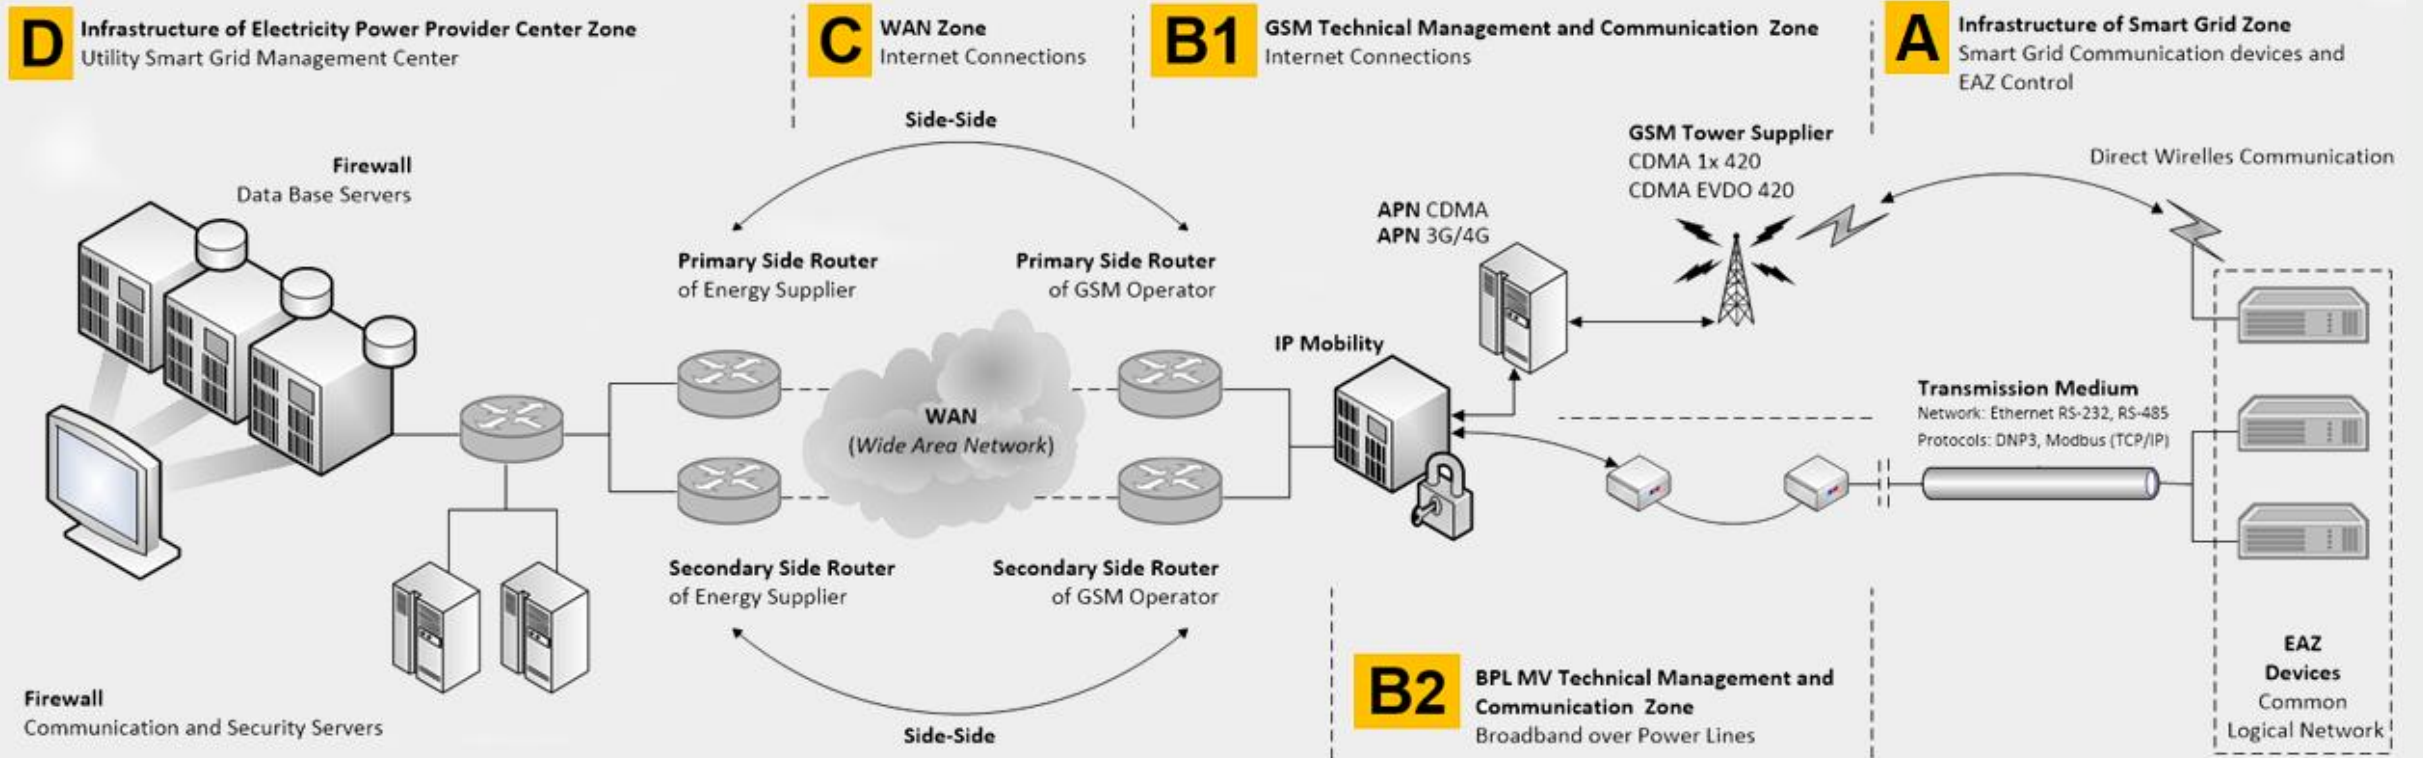 D
Infrastructure of Electricity Power Provider Center Zone
Utility Smart Grid Management Center
C
WAN Zone
Internet Connections
B1
GSM Technical Management and Communication Zone
Internet Connections
A
Infrastructure of Smart Grid Zone
Smart Grid Communication devices and
EAZ Control
Side-Side
Firewall
Data Base Servers
GSM Tower Supplier
CDMA 1x 420
CDMA EVDO 420
Direct Wirelles Communication
APN CDMA
APN 3G/4G
Primary Side Router
of Energy Supplier
Primary Side Router
of GSM Operator
IP Mobility
WAN
(Wide Area Network)
Transmission Medium
Network: Ethernet RS-232, RS-485
Protocols: DNP3, Modbus (TCP/IP)
Secondary Side Router
of Energy Supplier
Secondary Side Router
of GSM Operator
Firewall
Communication and Security Servers
Side-Side
B2
BPL MV Technical Management and
Communication Zone
Broadband over Power Lines
EAZ
Devices
Common
Logical Network